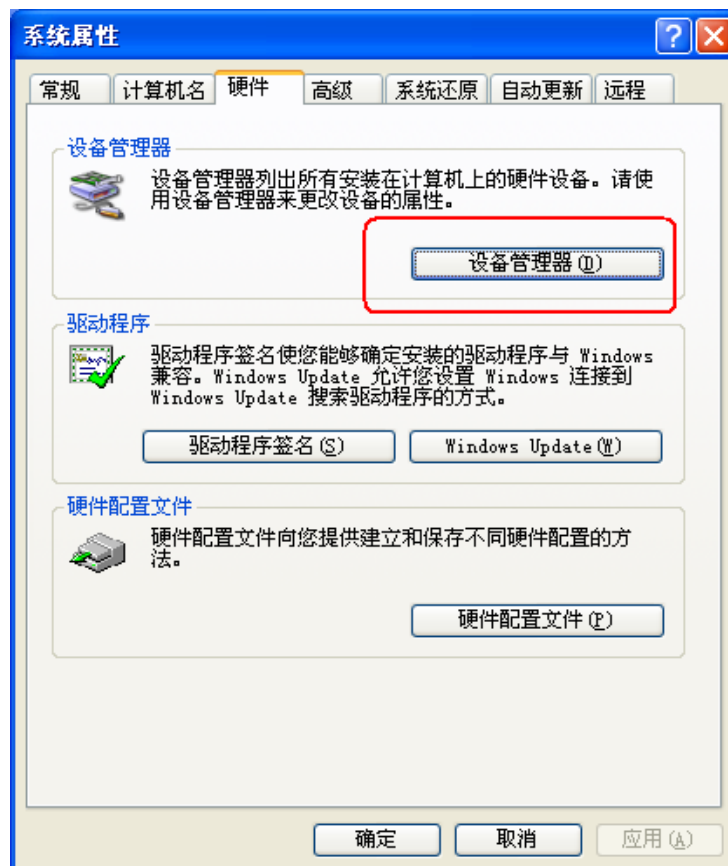 系统属性
常规 计算机名 硬件 高级 系统还原 自动更新 远程
设备管理器
设备管理器列出所有安装在计算机上的硬件设备。请使
用设备管理器来更改设备的属性。
设备管理器(D)
驱动程序
驱动程序签名使您能够确定安装的驱动程序与 Windows
兼容。Windows Update 允许您设置 Windows 连接到
Windows Update 搜索驱动程序的方式。
驱动程序签名(S) Windows Update(W)
硬件配置文件
硬件配置文件向您提供建立和保存不同硬件配置的方
法。
硬件配置文件(P)
确定 取消 应用(A)